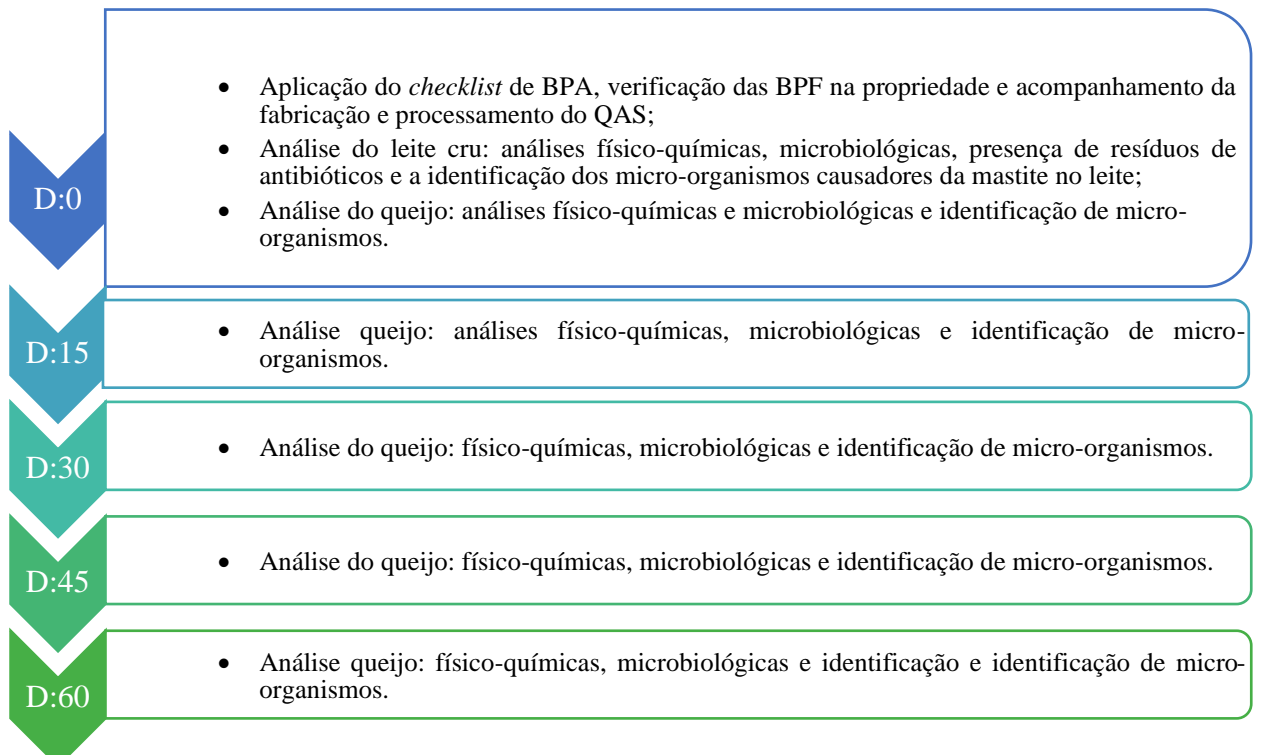 D:0
• Aplicação do checklist de BPA, verificação das BPF na propriedade e acompanhamento da
fabricação e processamento do QAS;
• Análise do leite cru: análises físico-químicas, microbiológicas, presença de resíduos de
antibióticos e a identificação dos micro-organismos causadores da mastite no leite;
• Análise do queijo: análises físico-químicas e microbiológicas e identificação de micro-
organismos.
D:15
• Análise queijo: análises físico-químicas, microbiológicas e identificação de micro-
organismos.
D:30
• Análise do queijo: físico-químicas, microbiológicas e identificação de micro-organismos.
D:45
• Análise do queijo: físico-químicas, microbiológicas e identificação de micro-organismos.
D:60
• Análise queijo: físico-químicas, microbiológicas e identificação e identificação de micro-
organismos.